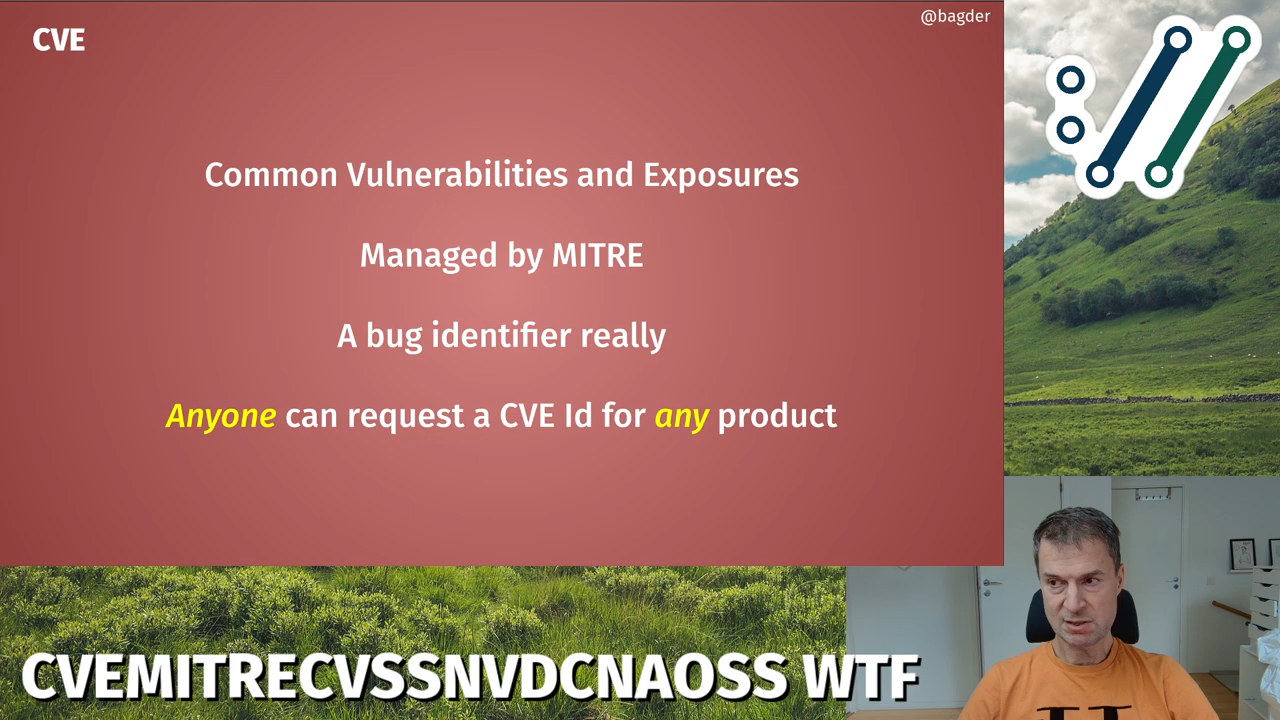 @bagder
CVE
Common Vulnerabilities and Exposures
Managed by MITRE
A bug identifier really
Anyone can request a CVE Id for any product
CVEMITRECVSSNVDCNAOSS WTF